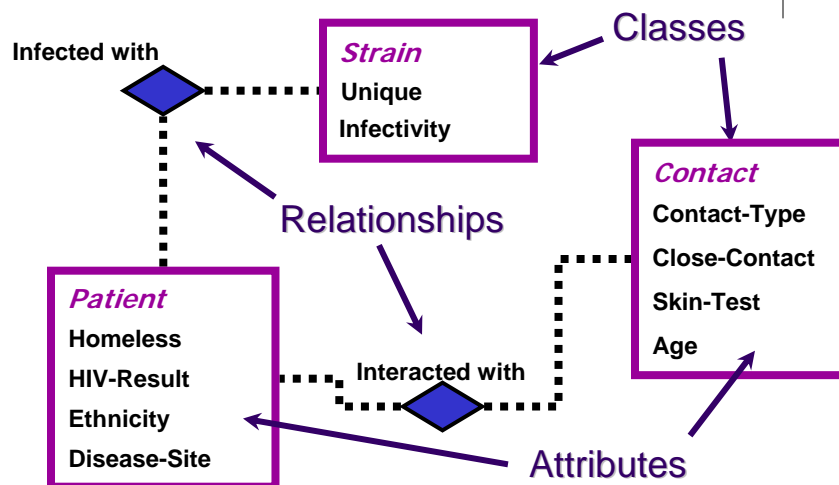 Classes
Infected with
Strain
Unique
Infectivity
Contact
Contact-Type
Close-Contact
Skin-Test
Age
Relationships
Patient
Homeless
HIV-Result
Ethnicity
Disease-Site
Interacted with
Attributes